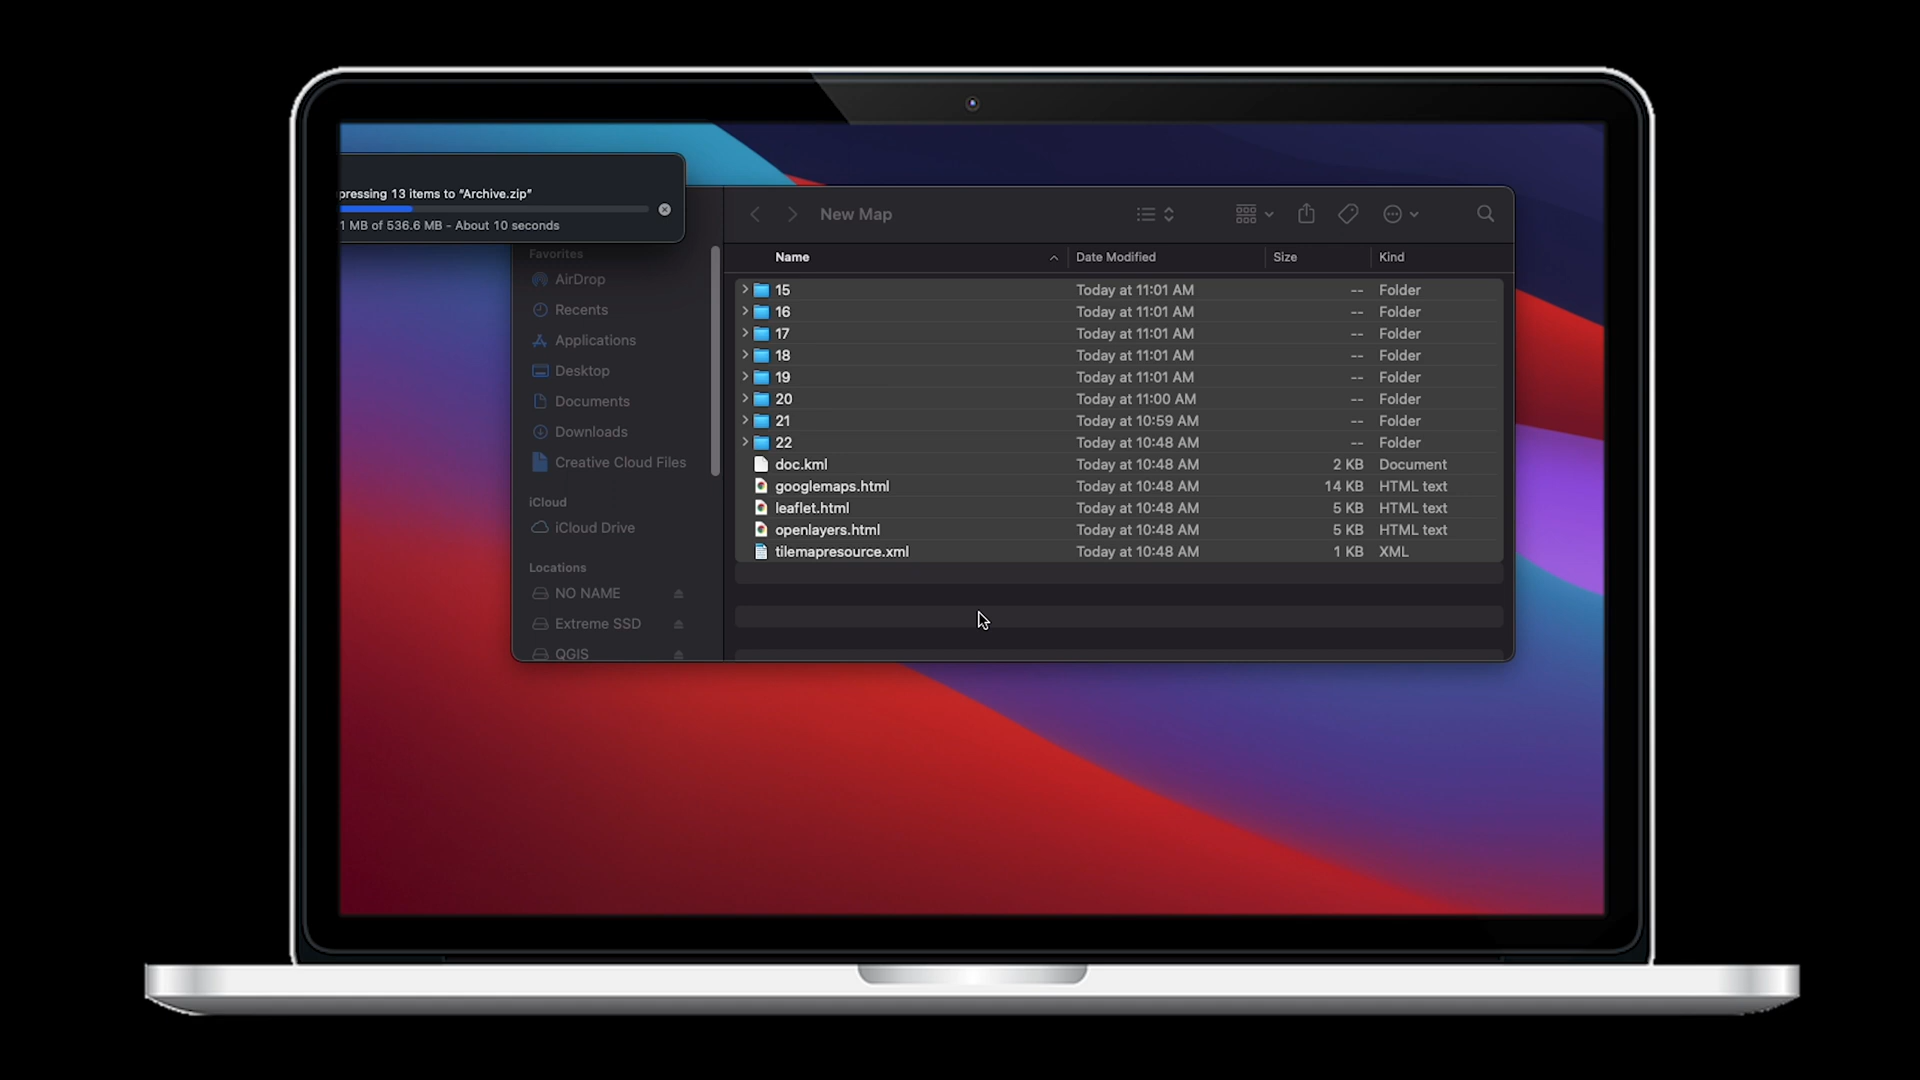 pressing 13 items to “Archive.zip”
1 MB of 536.6 MB - About 10 seconds
New Map
Favorites
AirDrop
Recents
Applications
Desktop
Documents
Downloads
Creative Cloud Files
iCloud
iCloud Drive
Locations
NO NAME
Extreme SSD
QGIS
Name Date Modified Size Kind
15 Today at 11:01 AM -- Folder
16 Today at 11:01 AM -- Folder
17 Today at 11:01 AM -- Folder
18 Today at 11:01 AM -- Folder
19 Today at 11:01 AM -- Folder
20 Today at 11:00 AM -- Folder
21 Today at 10:59 AM -- Folder
22 Today at 10:48 AM -- Folder
doc.kml Today at 10:48 AM 2 KB Document
googlemaps.html Today at 10:48 AM 14 KB HTML text
leaflet.html Today at 10:48 AM 5 KB HTML text
openlayers.html Today at 10:48 AM 5 KB HTML text
tilemapresource.xml Today at 10:48 AM 1 KB XML